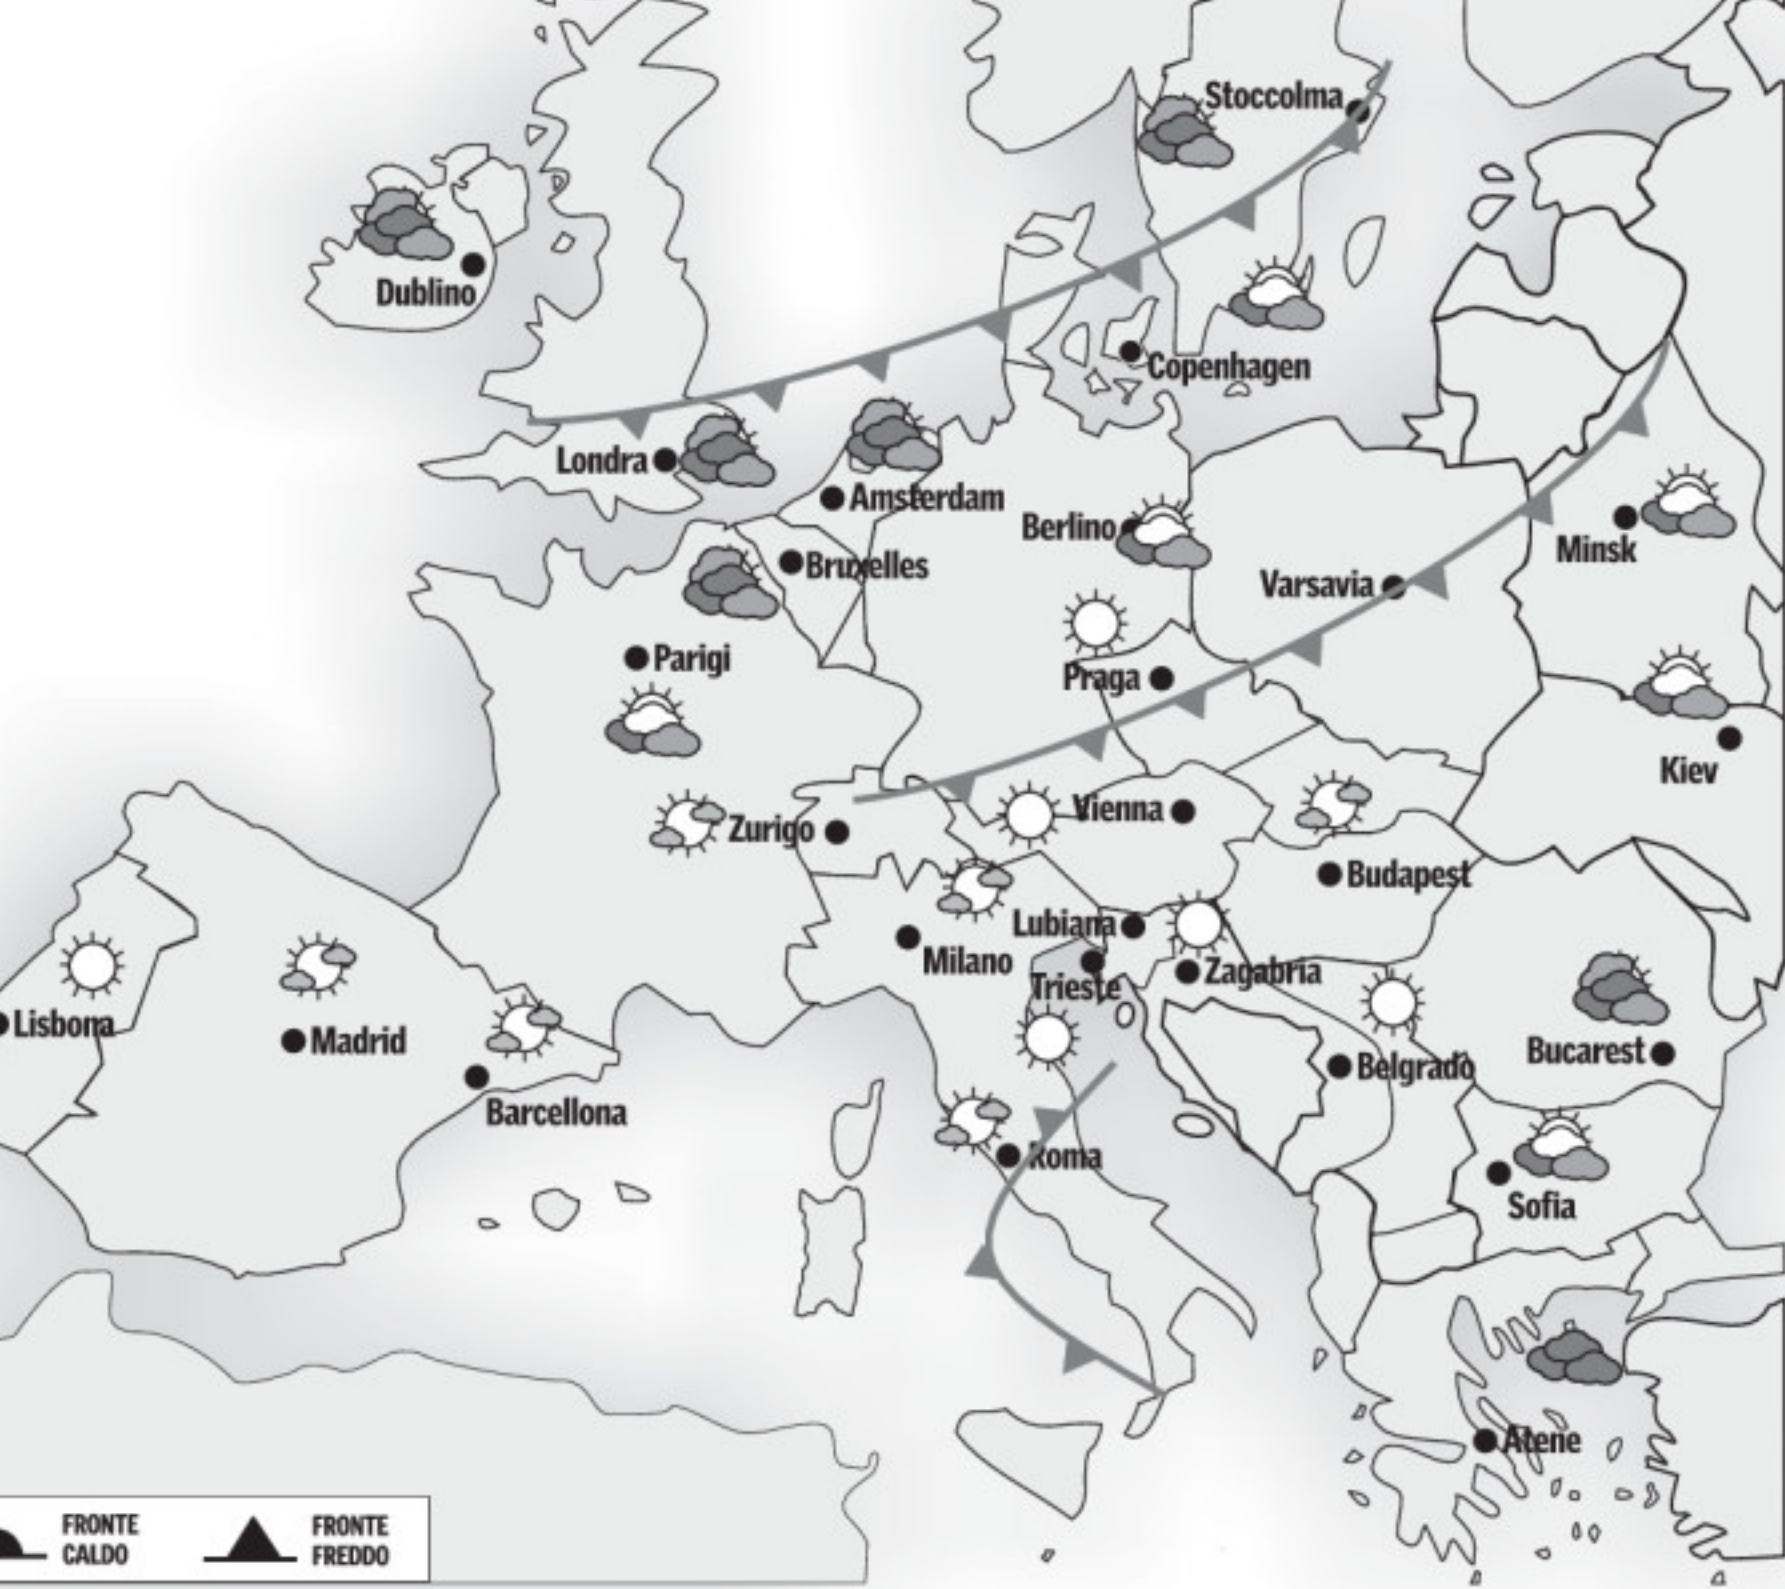 Stoccolma
Dublino
Copenhagen
Londra
Amsterdam
Berlino
Minsk
Bruxelles
Varsavia
Parigi
Praga
Kiev
Vienna
Zurigo
Budapest
Lubiana
Milano
Zagabria
Trieste
Lisbona
Madrid
Bucarest
Belgrado
Barcellona
Roma
Sofia
Atene
FRONTE
CALDO
FRONTE
FREDDO